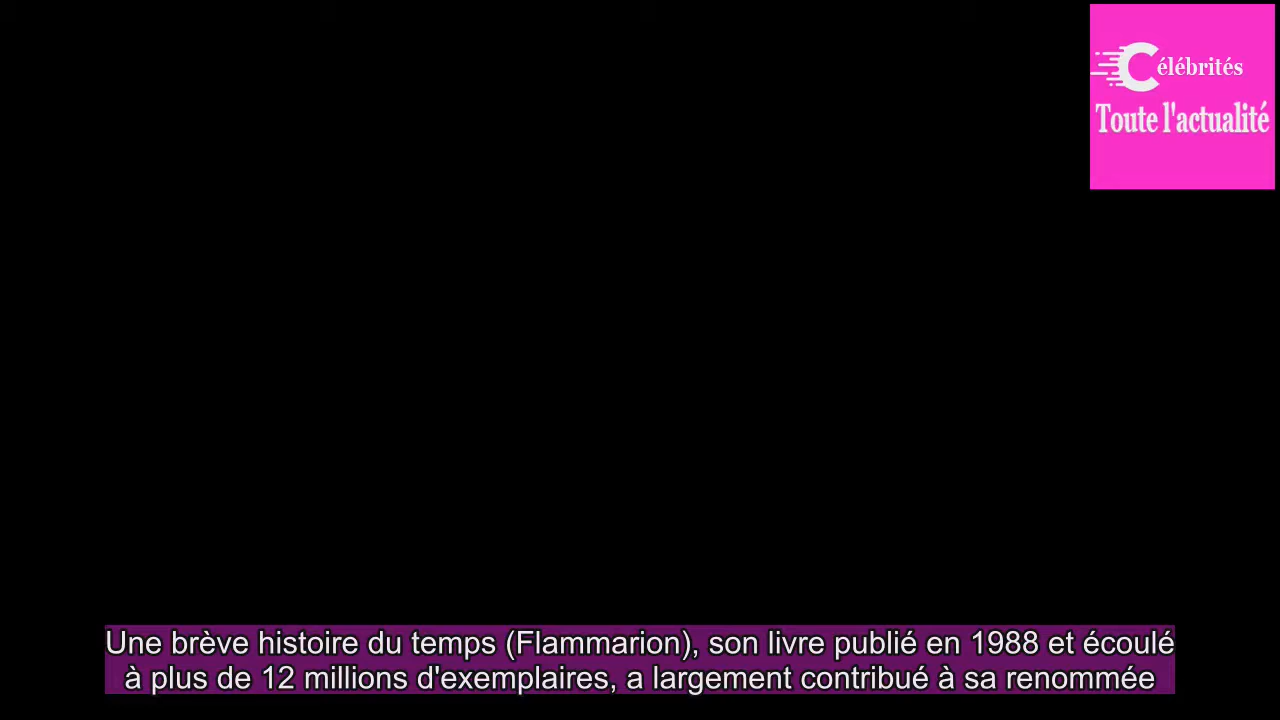 Célébrités
Toute l'actualité
Une brève histoire du temps (Flammarion), son livre publié en 1988 et écoulé
à plus de 12 millions d'exemplaires, a largement contribué à sa renommée